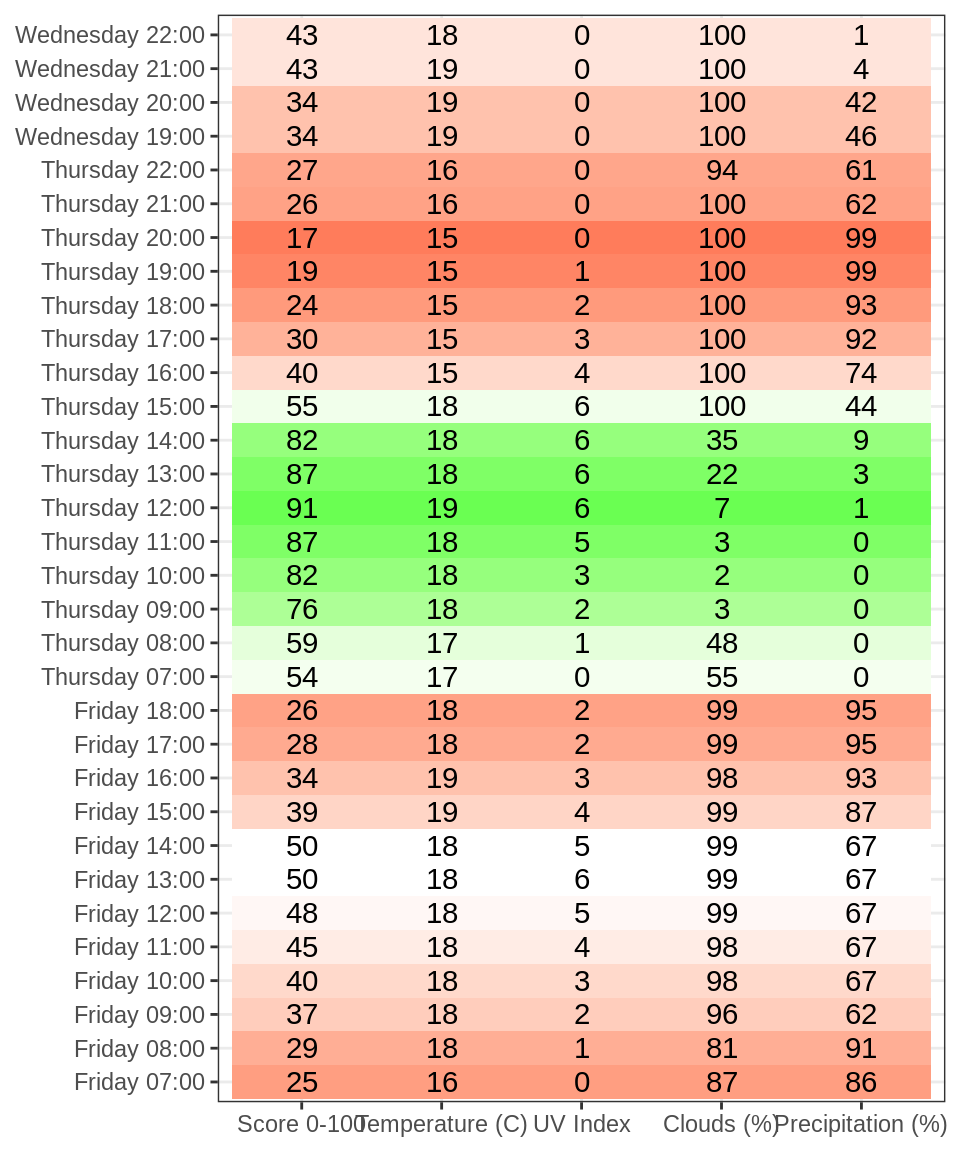 Wednesday 22:00 43 18 0 100 1
Wednesday 21:00 43 19 0 100 4
Wednesday 20:00 34 19 0 100 42
Wednesday 19:00 34 19 0 100 46
Thursday 22:00 27 16 0 94 61
Thursday 21:00 26 16 0 100 62
Thursday 20:00 17 15 0 100 99
Thursday 19:00 19 15 1 100 99
Thursday 18:00 24 15 2 100 93
Thursday 17:00 30 15 3 100 92
Thursday 16:00 40 15 4 100 74
Thursday 15:00 55 18 6 100 44
Thursday 14:00 82 18 6 35 9
Thursday 13:00 87 18 6 22 3
Thursday 12:00 91 19 6 7 1
Thursday 11:00 87 18 5 3 0
Thursday 10:00 82 18 3 2 0
Thursday 09:00 76 18 2 3 0
Thursday 08:00 59 17 1 48 0
Thursday 07:00 54 17 0 55 0
Friday 18:00 26 18 2 99 95
Friday 17:00 28 18 2 99 95
Friday 16:00 34 19 3 98 93
Friday 15:00 39 19 4 99 87
Friday 14:00 50 18 5 99 67
Friday 13:00 50 18 6 99 67
Friday 12:00 48 18 5 99 67
Friday 11:00 45 18 4 98 67
Friday 10:00 40 18 3 98 67
Friday 09:00 37 18 2 96 62
Friday 08:00 29 18 1 81 91
Friday 07:00 25 16 0 87 86
Score 0-100 Temperature (C) UV Index Clouds (%) Precipitation (%)